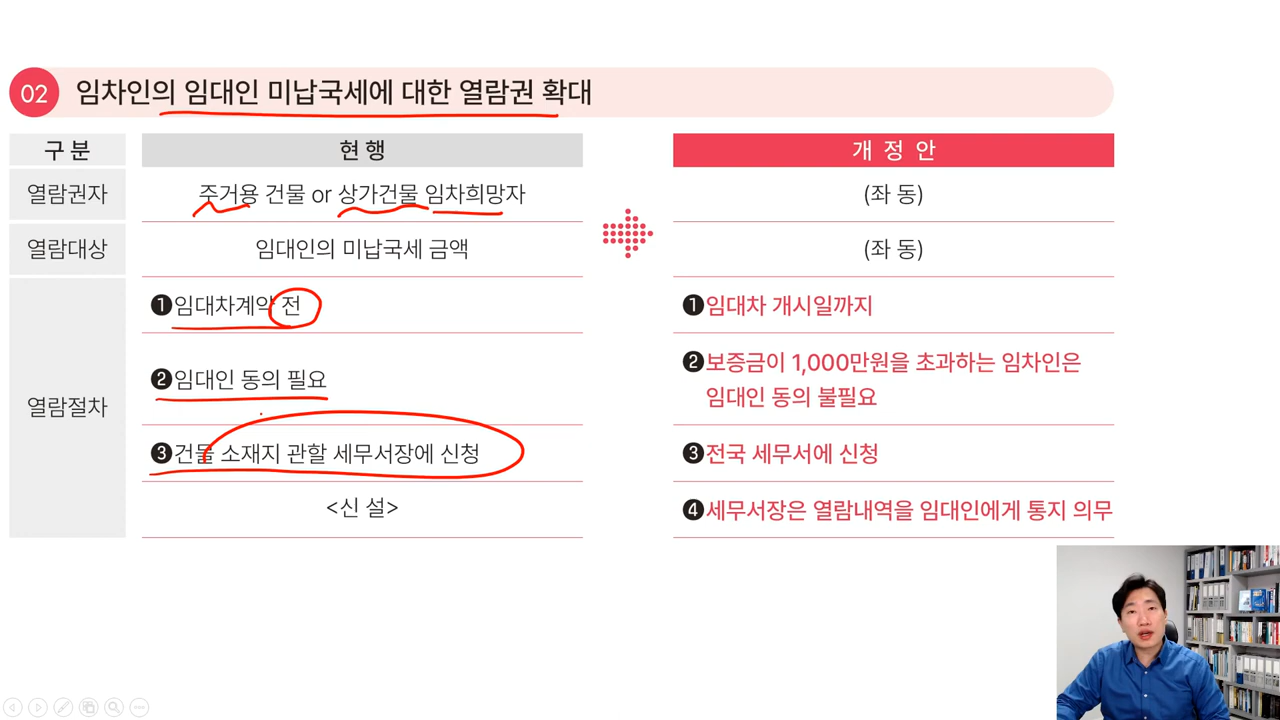 02 임차인의 임대인 미납국세에 대한 열람권 확대
구 분 현 행 개 정 안
열람권자 주거용 건물 or 상가건물 임차희망자 (좌 동)
열람대상 임대인의 미납국세 금액 (좌 동)
열람절차
❶임대차계약 전 ❶임대차 개시일까지
❷임대인 동의 필요 ❷보증금이 1,000만원을 초과하는 임차인은
임대인 동의 불필요
❸건물 소재지 관할 세무서장에 신청 ❸전국 세무서에 신청
<신 설> ❹세무서장은 열람내역을 임대인에게 통지 의무